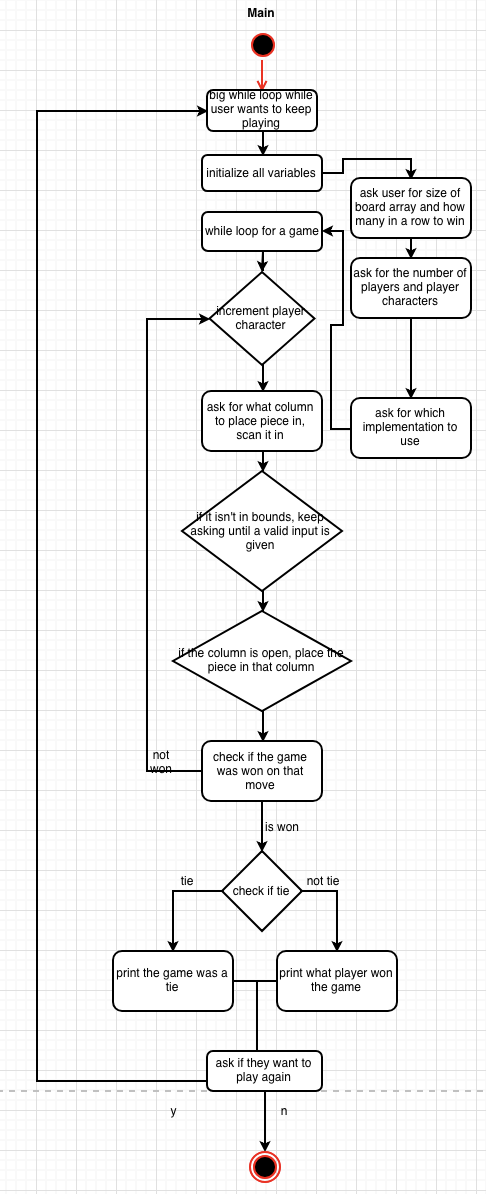 Main
big while loop while
user wants to keep
playing
initialize all variables
ask user for size of
board array and how
many in a row to win
while loop for a game
ask for the number of
players and player
characters
increment player
character
ask for what column
to place piece in,
scan it in
ask for which
implementation to
use
if it isn't in bounds, keep
asking until a valid input is
given
if the column is open, place the
piece in that column
not
won
check if the game
was won on that
move
is won
tie
check if tie
not tie
print the game was a
tie
print what player won
the game
ask if they want to
play again
y
n